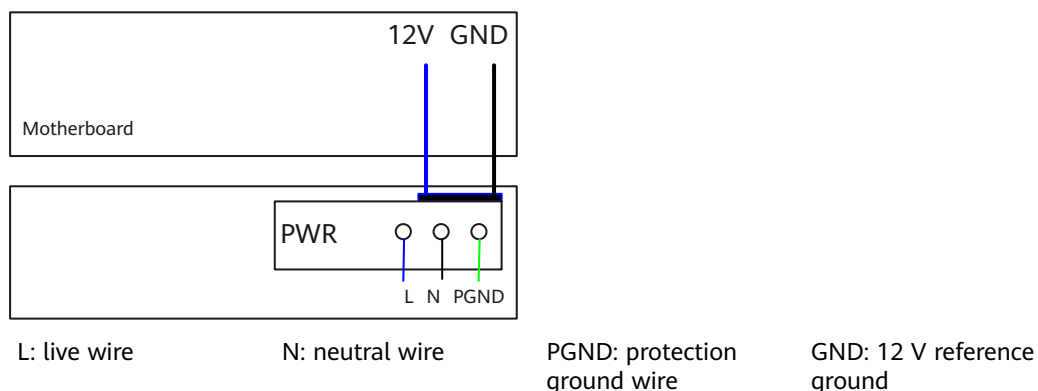 12V GND
Motherboard
PWR
L N PGND
L: live wire
N: neutral wire
PGND: protection
ground wire
GND: 12 V reference
ground